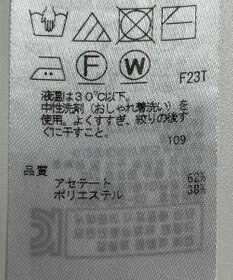 F W
F23T
液温は30℃以下。
中性洗剤(おしゃれ着洗い)を
使用。よくすすぎ、絞りの後す
ぐに干すこと。
109
品質
アセテート 62%
ポリエステル 38%